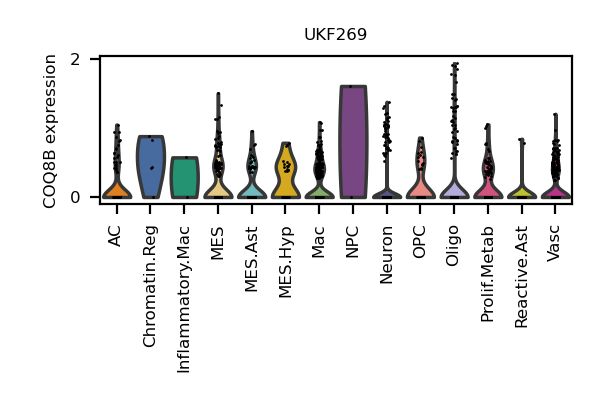 UKF269
COQ8B expression
2
0
AC
Chromatin.Reg
Inflammatory.Mac
MES
MES.Ast
MES.Hyp
Mac
NPC
Neuron
OPC
Oligo
Prolif.Metab
Reactive.Ast
Vasc